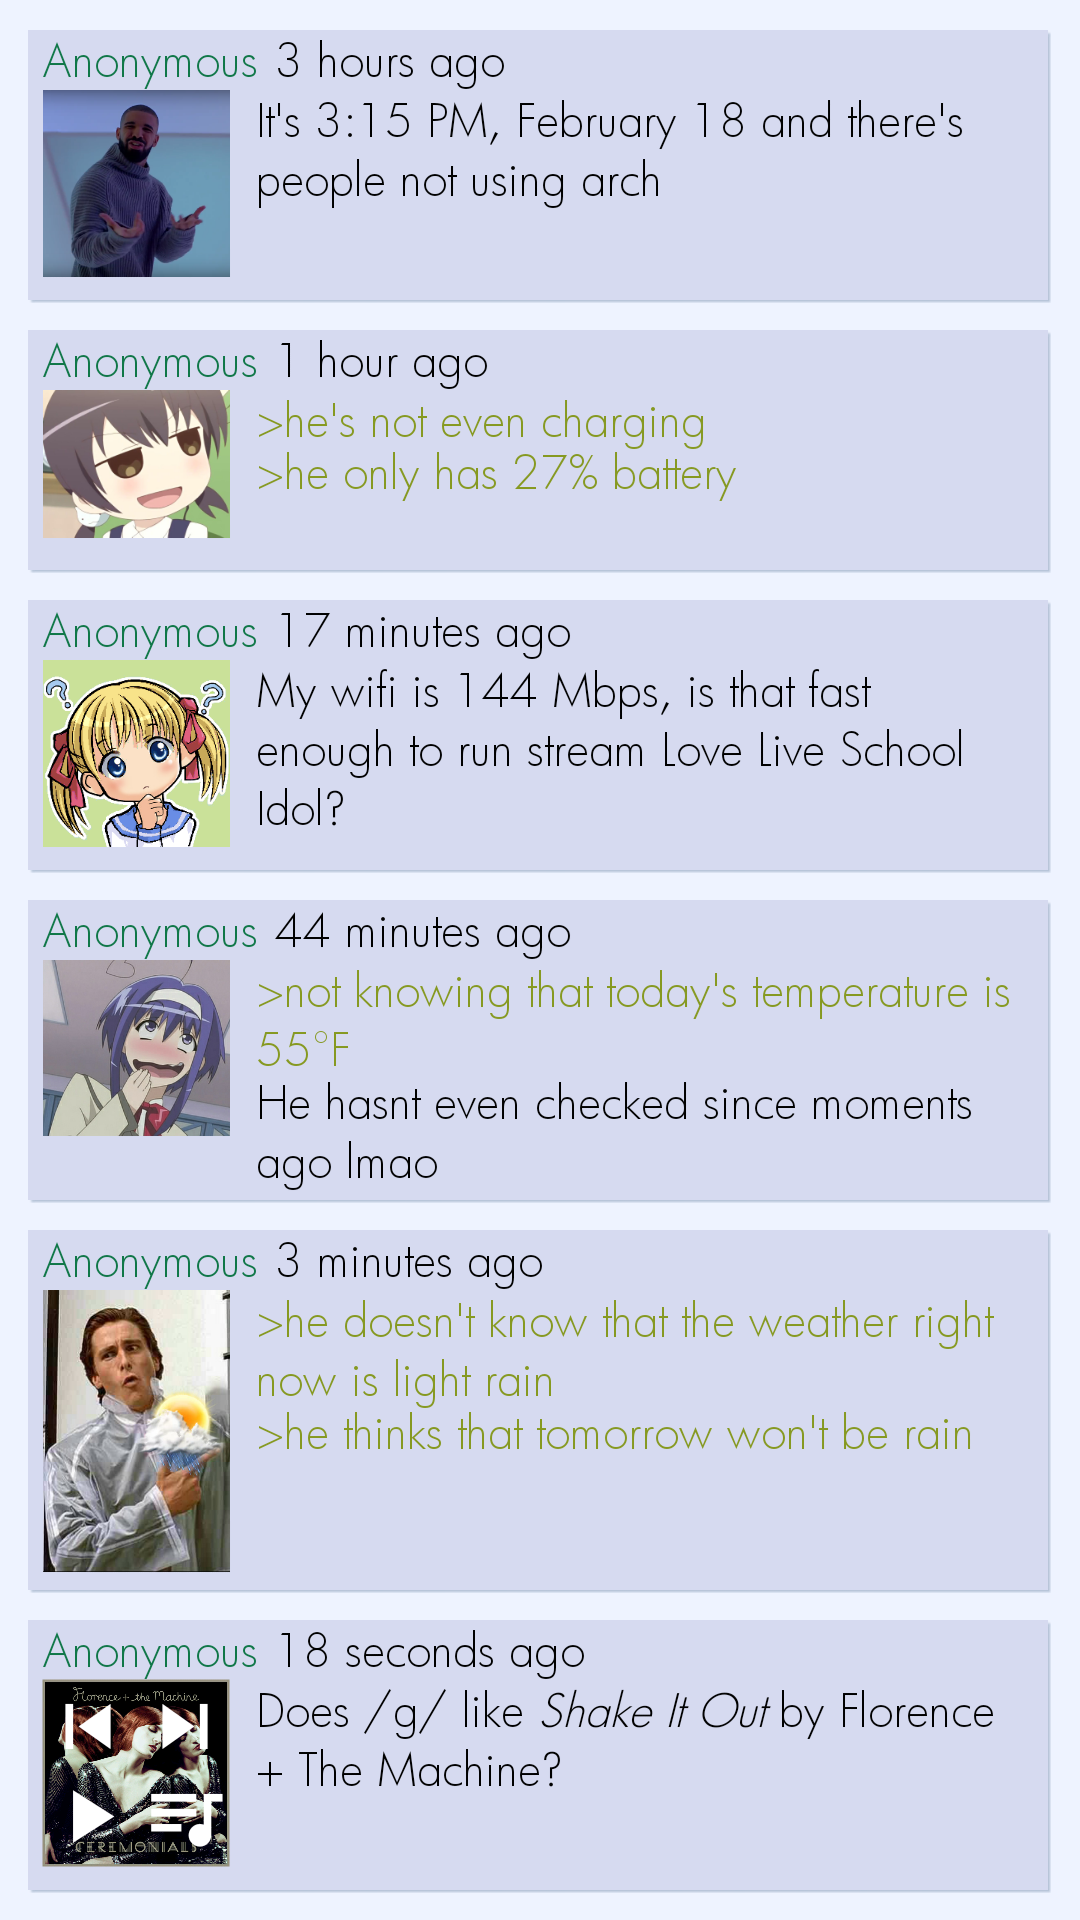 Anonymous 3 hours ago
It's 3:15 PM, February 18 and there's
people not using arch
Anonymous 1 hour ago
>he's not even charging
>he only has 27% battery
Anonymous 17 minutes ago
My wifi is 144 Mbps, is that fast
enough to run stream Love Live School
Idol?
Anonymous 44 minutes ago
>not knowing that today's temperature is
55°F
He hasnt even checked since moments
ago lmao
Anonymous 3 minutes ago
>he doesn't know that the weather right
now is light rain
>he thinks that tomorrow won't be rain
Anonymous 18 seconds ago
Florence + the Machine
CEREMONIALS
Does /g/ like Shake It Out by Florence
+ The Machine?